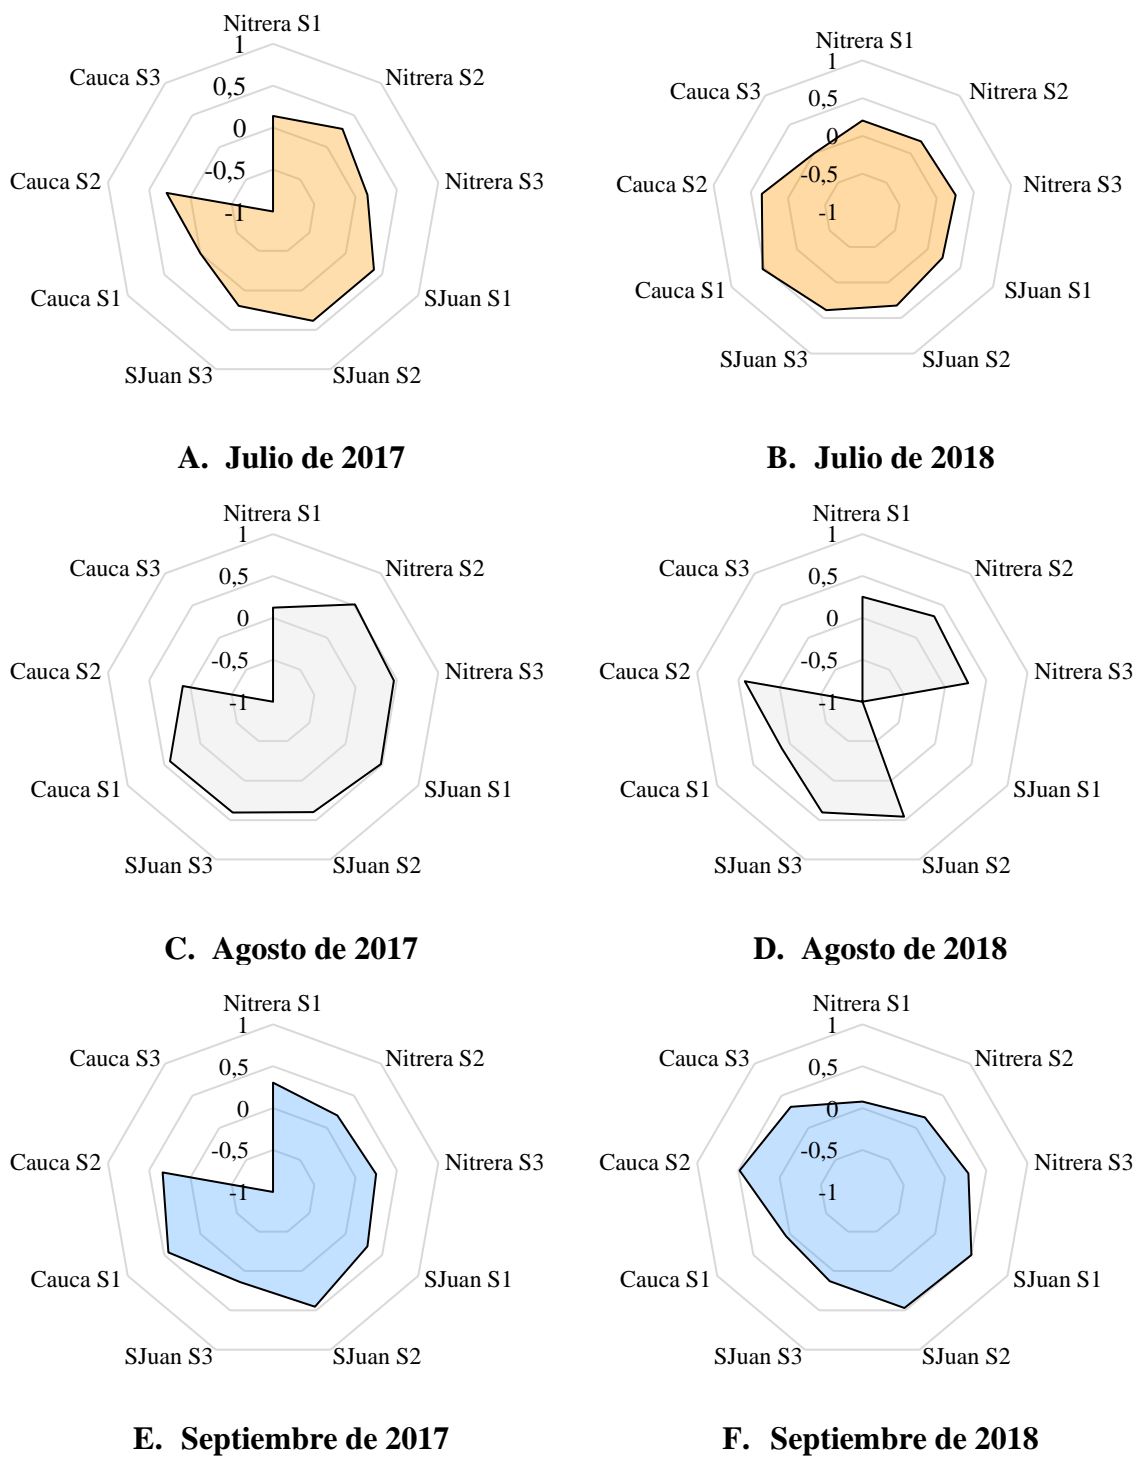 Nitrera S1
1
Cauca S3
Nitrera S2
0,5
0
-0,5
Cauca S2
Nitrera S3
-1
Cauca S1
SJuan S1
SJuan S3
SJuan S2
A. Julio de 2017
Nitrera S1
1
Cauca S3
Nitrera S2
0,5
0
-0,5
Cauca S2
Nitrera S3
-1
Cauca S1
SJuan S1
SJuan S3
SJuan S2
B. Julio de 2018
Nitrera S1
1
Cauca S3
Nitrera S2
0,5
0
-0,5
Cauca S2
Nitrera S3
-1
Cauca S1
SJuan S1
SJuan S3
SJuan S2
C. Agosto de 2017
Nitrera S1
1
Cauca S3
Nitrera S2
0,5
0
-0,5
Cauca S2
Nitrera S3
-1
Cauca S1
SJuan S1
SJuan S3
SJuan S2
D. Agosto de 2018
Nitrera S1
1
Cauca S3
Nitrera S2
0,5
0
-0,5
Cauca S2
Nitrera S3
-1
Cauca S1
SJuan S1
SJuan S3
SJuan S2
E. Septiembre de 2017
Nitrera S1
1
Cauca S3
Nitrera S2
0,5
0
-0,5
Cauca S2
Nitrera S3
-1
Cauca S1
SJuan S1
SJuan S3
SJuan S2
F. Septiembre de 2018